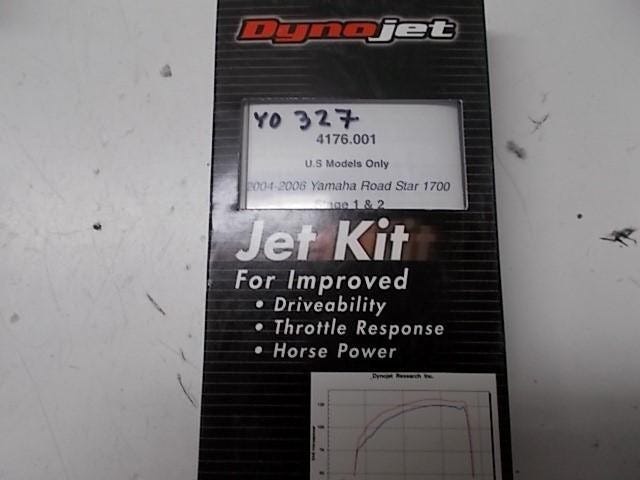 Dynojet
YO 327
4176.001
U.S Models Only
2004-2006 Yamaha Road Star 1700
Stage 1 & 2
Jet Kit
For Improved
• Driveability
• Throttle Response
• Horse Power
Dynojet Research Inc.